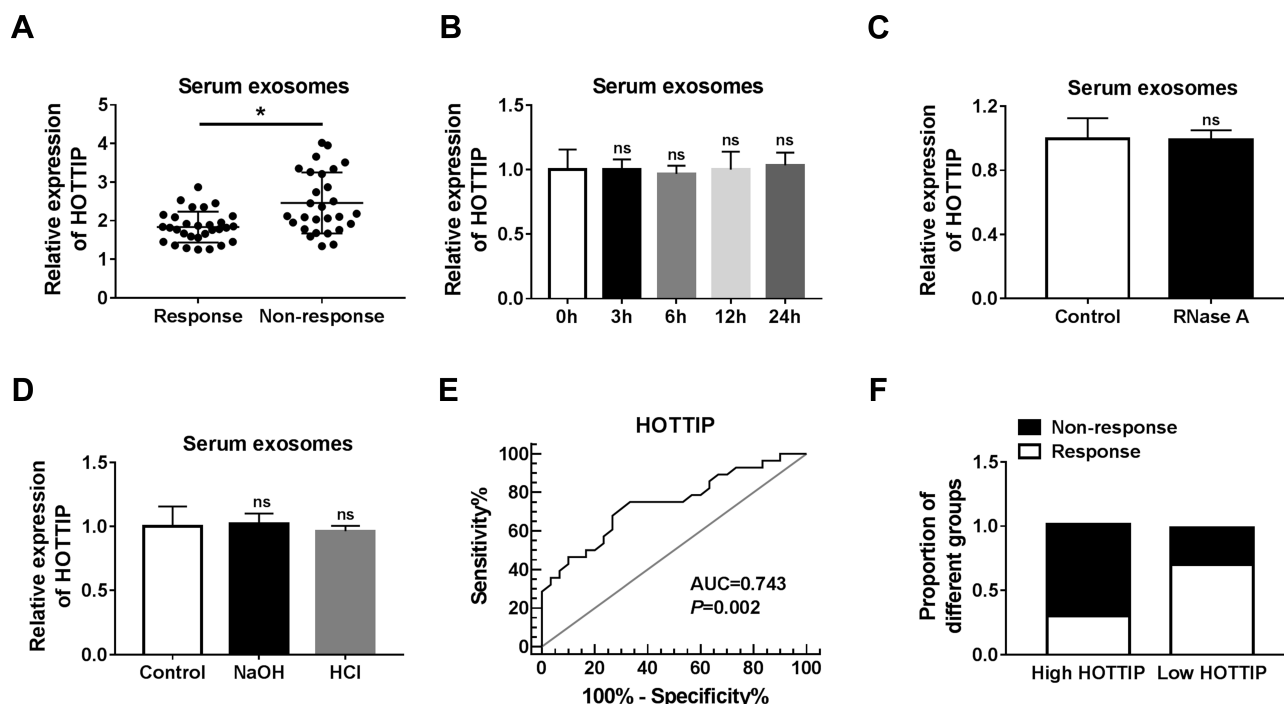 A
Serum exosomes
Relative expression
of HOTTIP
5
4
3
2
1
0
*
Response
Non-response
B
Serum exosomes
Relative expression
of HOTTIP
1.5
1.0
0.5
0.0
ns
ns
ns
ns
0h
3h
6h
12h
24h
C
Serum exosomes
Relative expression
of HOTTIP
1.2
0.8
0.4
0.0
ns
Control
RNase A
D
Serum exosomes
Relative expression
of HOTTIP
1.5
1.0
0.5
0.0
ns
ns
Control
NaOH
HCl
E
HOTTIP
Sensitivity%
100
80
60
40
20
0
AUC=0.743
P=0.002
0
20
40
60
80
100
100% - Specificity%
F
Non-response
Response
Proportion of
different groups
1.5
1.0
0.5
0.0
High HOTTIP
Low HOTTIP